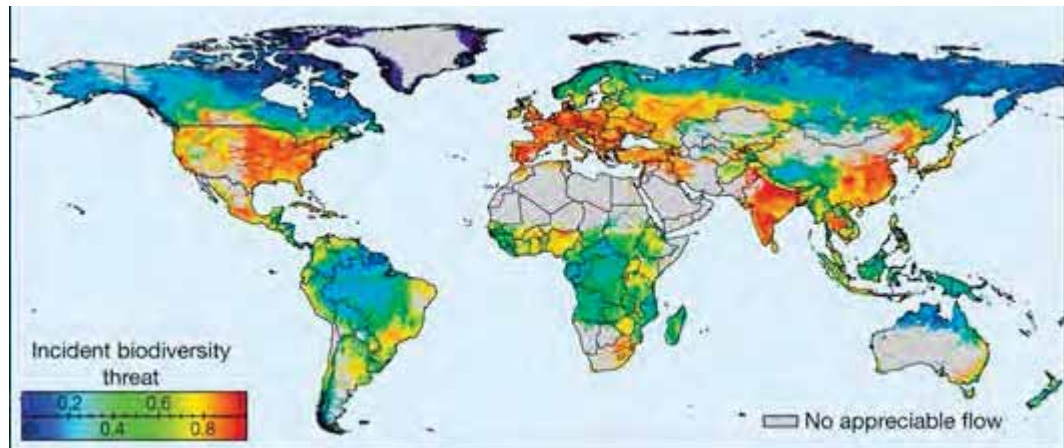 Incident biodiversity
threat
0.2 0.6
0.4 0.8
No appreciable flow